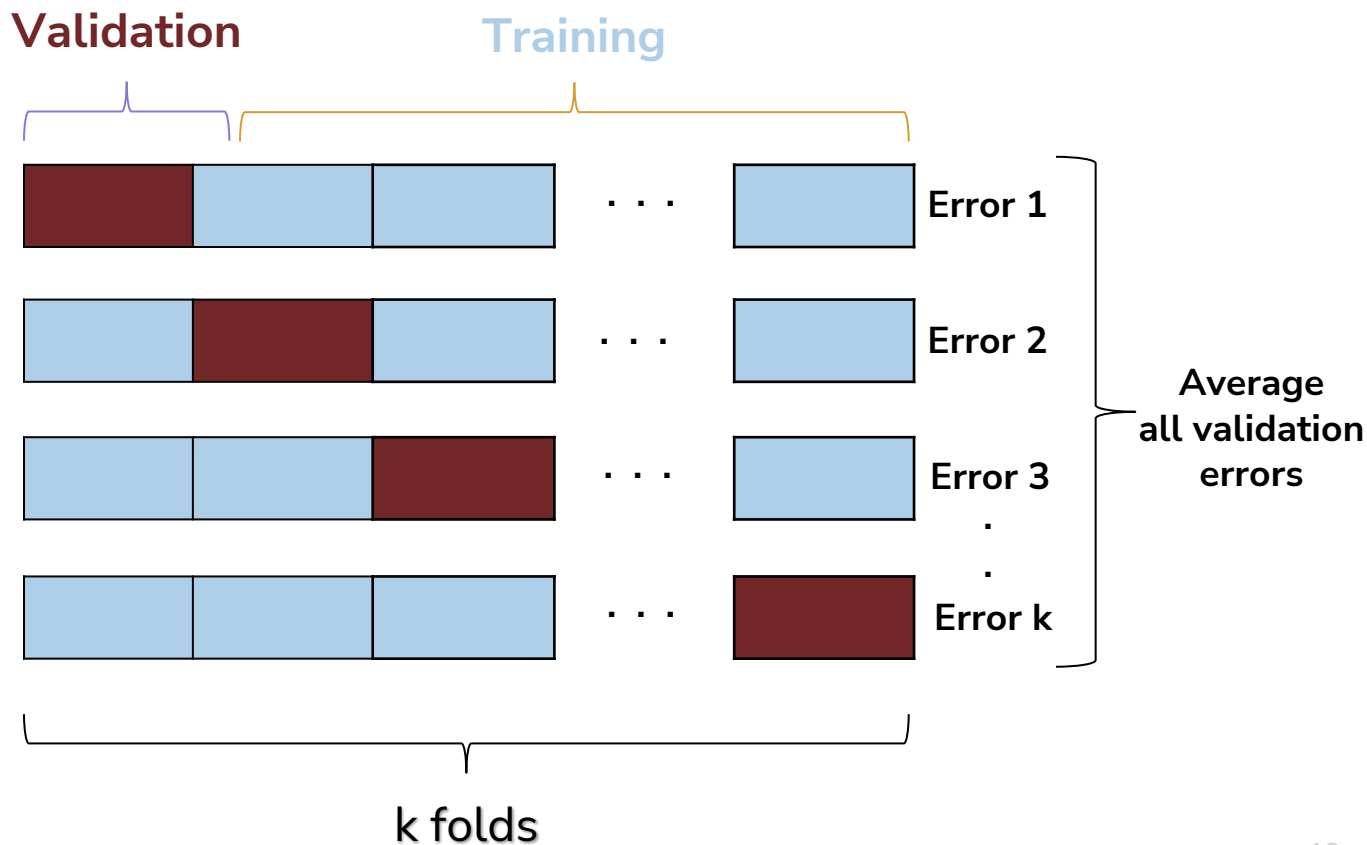 Validation
Training
. . .
Error 1
. . .
Error 2
Average
all validation
errors
. . .
Error 3
.
.
. . .
Error k
k folds